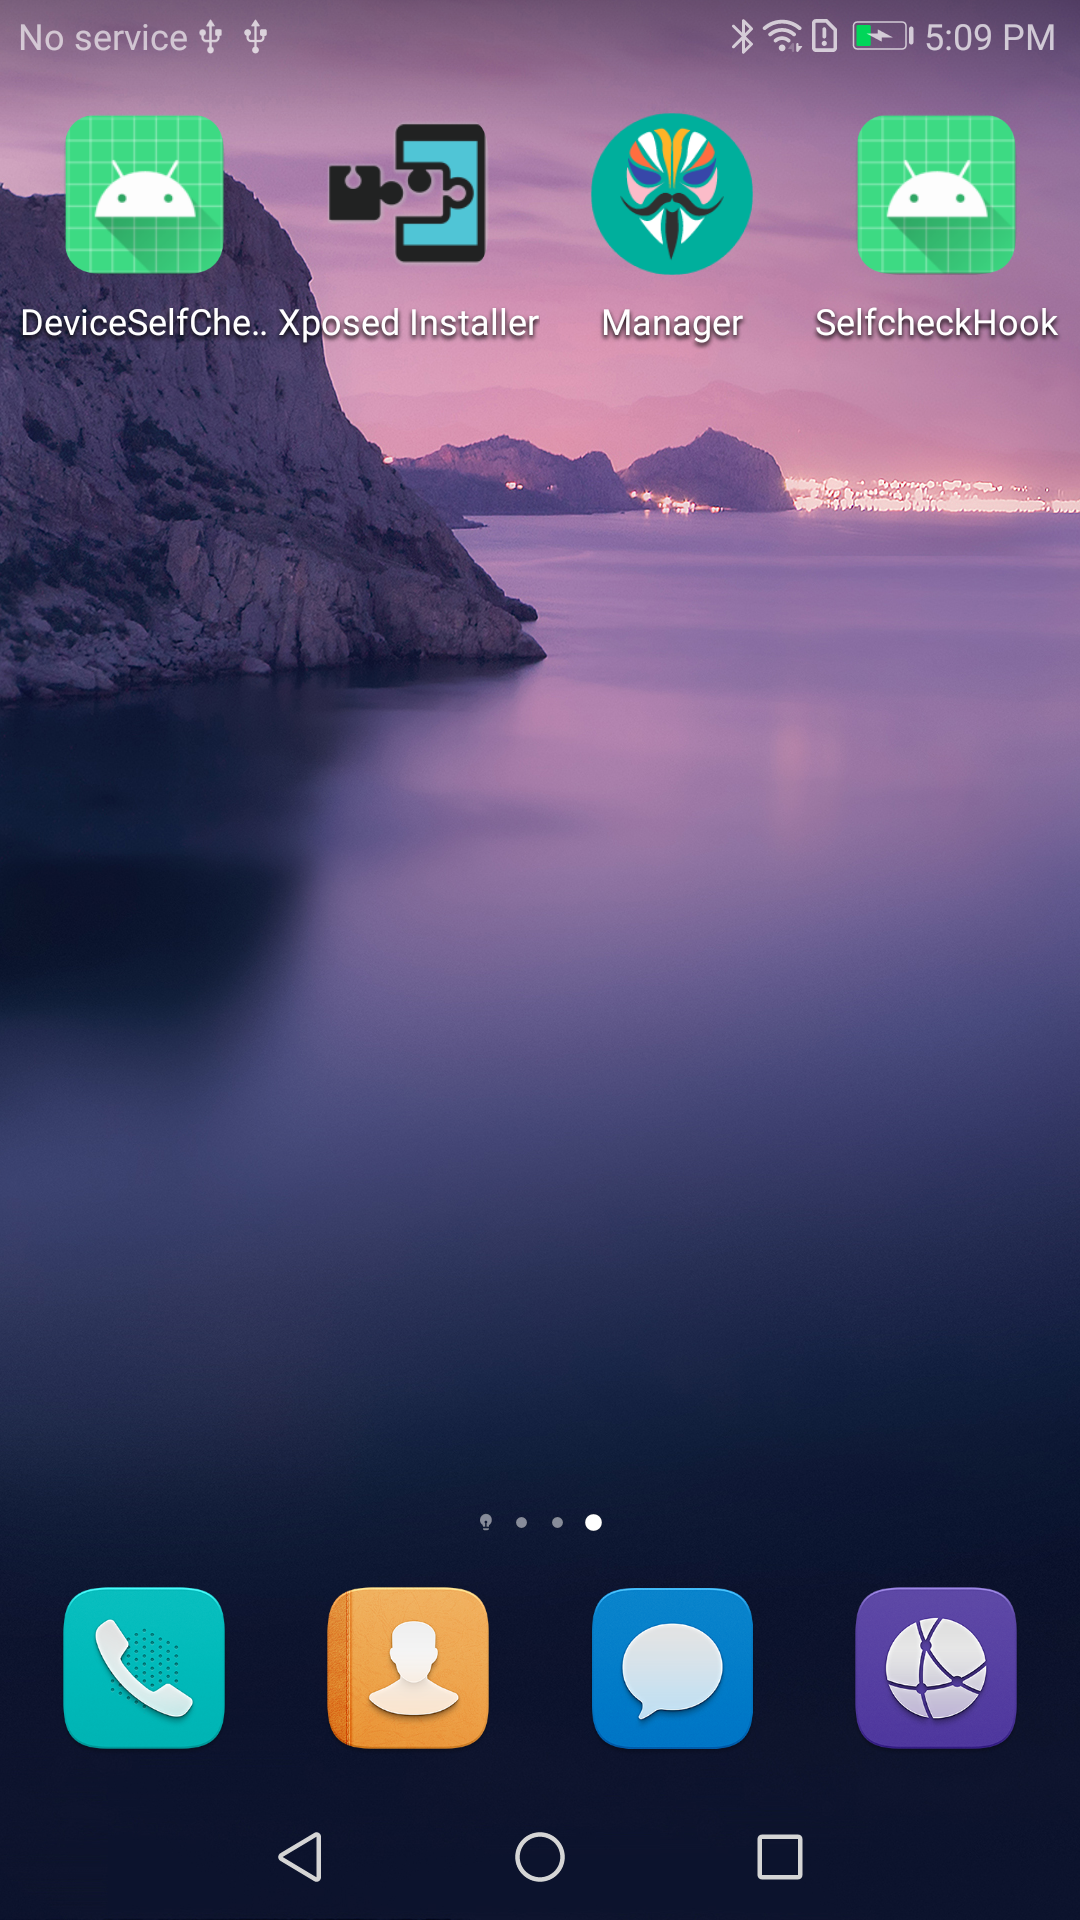 No service 5:09 PM
DeviceSelfChe.. Xposed Installer Manager SelfcheckHook